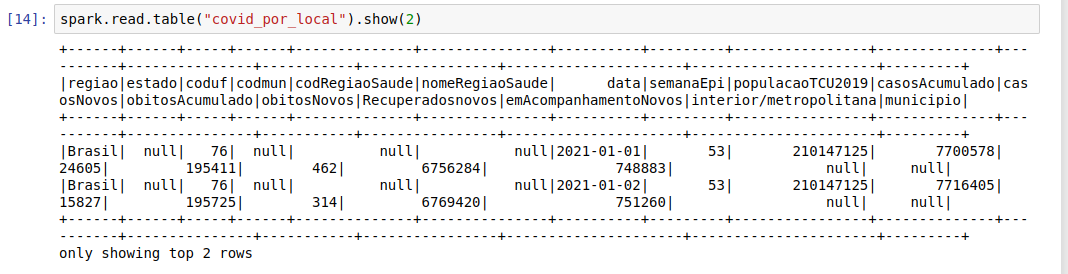 [14]: spark.read.table("covid_por_local").show(2)
+------+------+-----+------+--------------+----------------+----------+---------+---------------+--------------+---
-------+---------------+----------+----------------+----------------------+----------------------+---------+
|regiao|estado|coduf|codmun|codRegiaoSaude|nomeRegiaoSaude|      data|semanaEpi|populacaoTCU2019|casosAcumulado|cas
osNovos|obitosAcumulado|obitosNovos|Recuperadosnovos|emAcompanhamentoNovos|interior/metropolitana|municipio|
+------+------+-----+------+--------------+----------------+----------+---------+---------------+--------------+---
-------+---------------+----------+----------------+----------------------+----------------------+---------+
|Brasil|  null|   76|  null|          null|           null|2021-01-01|       53|       210147125|       7700578|
24605|         195411|        462|         6756284|               748883|                  null|     null|
|Brasil|  null|   76|  null|          null|           null|2021-01-02|       53|       210147125|       7716405|
15827|         195725|        314|         6769420|               751260|                  null|     null|
+------+------+-----+------+--------------+----------------+----------+---------+---------------+--------------+---
-------+---------------+----------+----------------+----------------------+----------------------+---------+
only showing top 2 rows